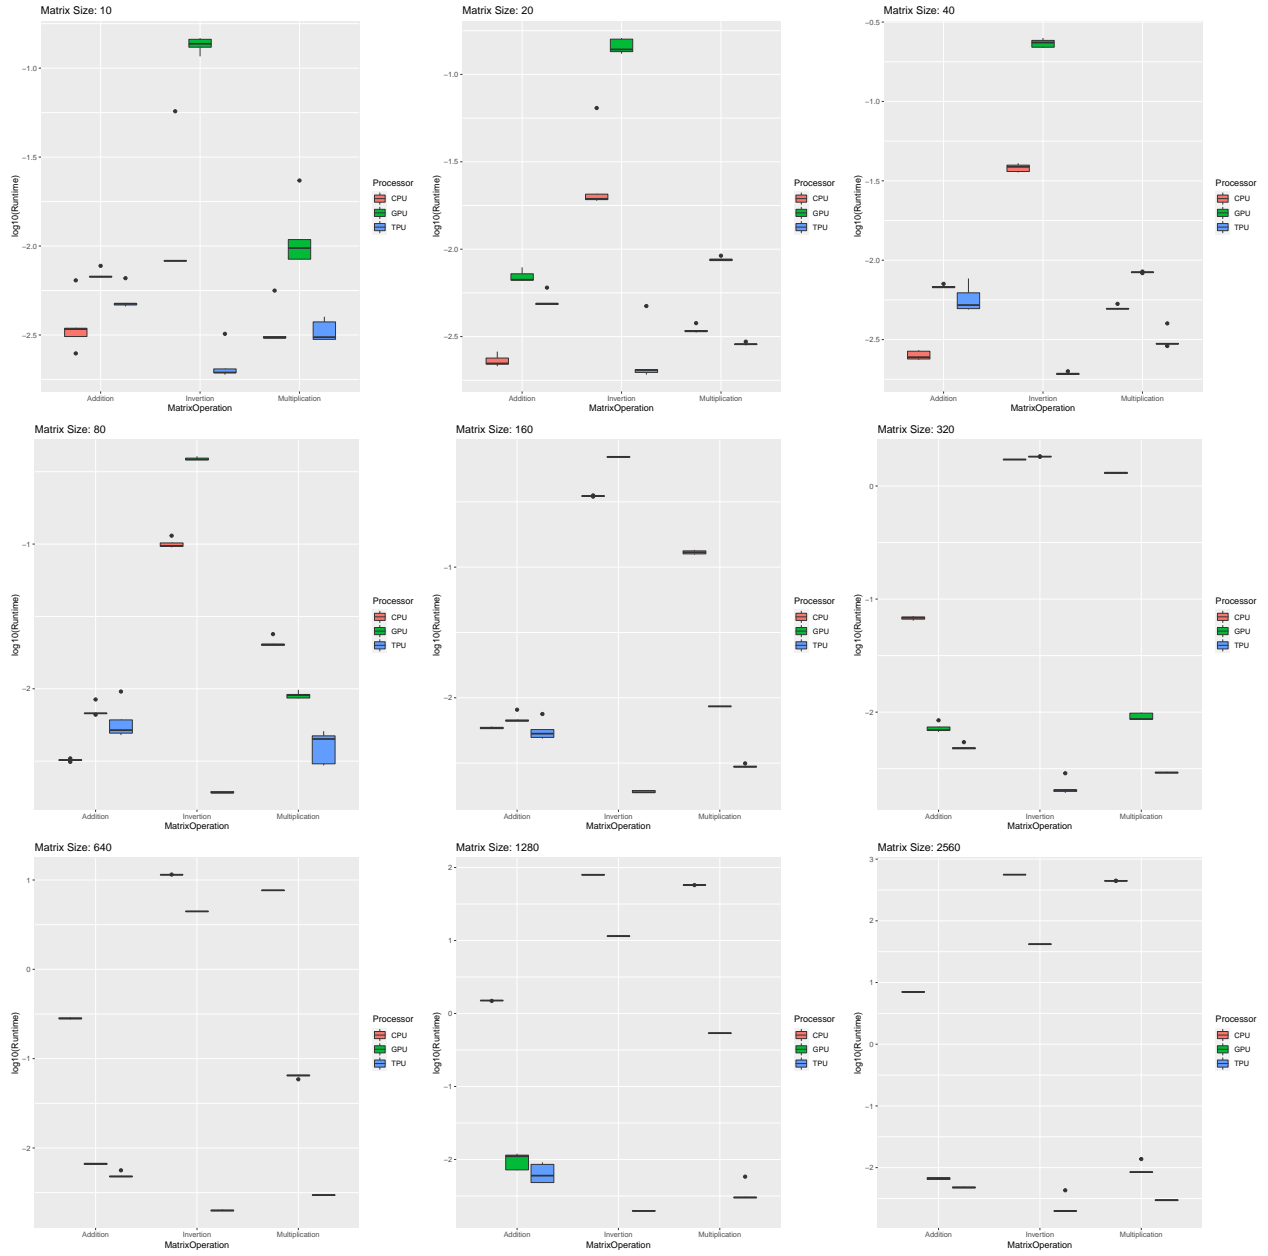 Matrix Size: 10
−1.0
−1.5
−2.0
−2.5
log10(Runtime)
Addition
Invertion
Multiplication
MatrixOperation
Processor
CPU
GPU
TPU
Matrix Size: 20
−1.0
−1.5
−2.0
−2.5
log10(Runtime)
Addition
Invertion
Multiplication
MatrixOperation
Processor
CPU
GPU
TPU
Matrix Size: 40
−0.5
−1.0
−1.5
−2.0
−2.5
log10(Runtime)
Addition
Invertion
Multiplication
MatrixOperation
Processor
CPU
GPU
TPU
Matrix Size: 80
−1
−2
log10(Runtime)
Addition
Invertion
Multiplication
MatrixOperation
Processor
CPU
GPU
TPU
Matrix Size: 160
−1
−2
log10(Runtime)
Addition
Invertion
Multiplication
MatrixOperation
Processor
CPU
GPU
TPU
Matrix Size: 320
0
−1
−2
log10(Runtime)
Addition
Invertion
Multiplication
MatrixOperation
Processor
CPU
GPU
TPU
Matrix Size: 640
1
0
−1
−2
log10(Runtime)
Addition
Invertion
Multiplication
MatrixOperation
Processor
CPU
GPU
TPU
Matrix Size: 1280
2
1
0
−1
−2
log10(Runtime)
Addition
Invertion
Multiplication
MatrixOperation
Processor
CPU
GPU
TPU
Matrix Size: 2560
3
2
1
0
−1
−2
log10(Runtime)
Addition
Invertion
Multiplication
MatrixOperation
Processor
CPU
GPU
TPU